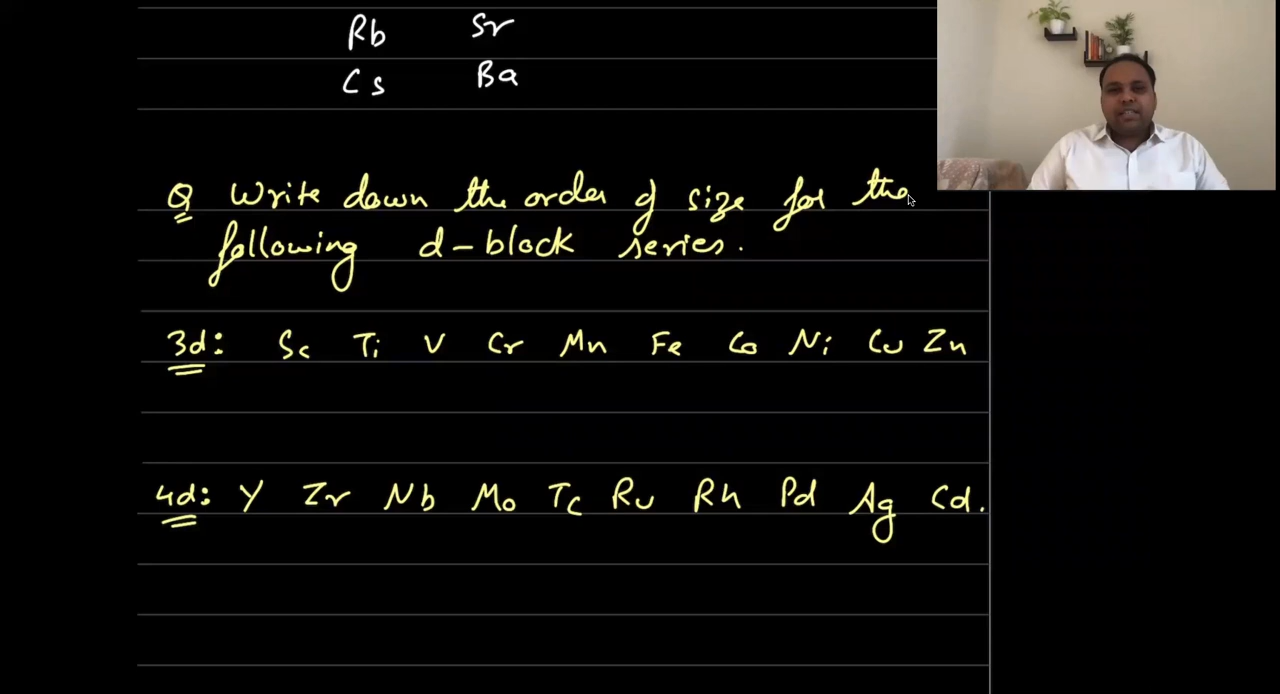 Rb Sr
Cs Ba
Q Write down the order of size for the
following d-block series.
3d: Sc Ti V Cr Mn Fe Co Ni Cu Zn
4d: Y Zr Nb Mo Tc Ru Rh Pd Ag Cd.